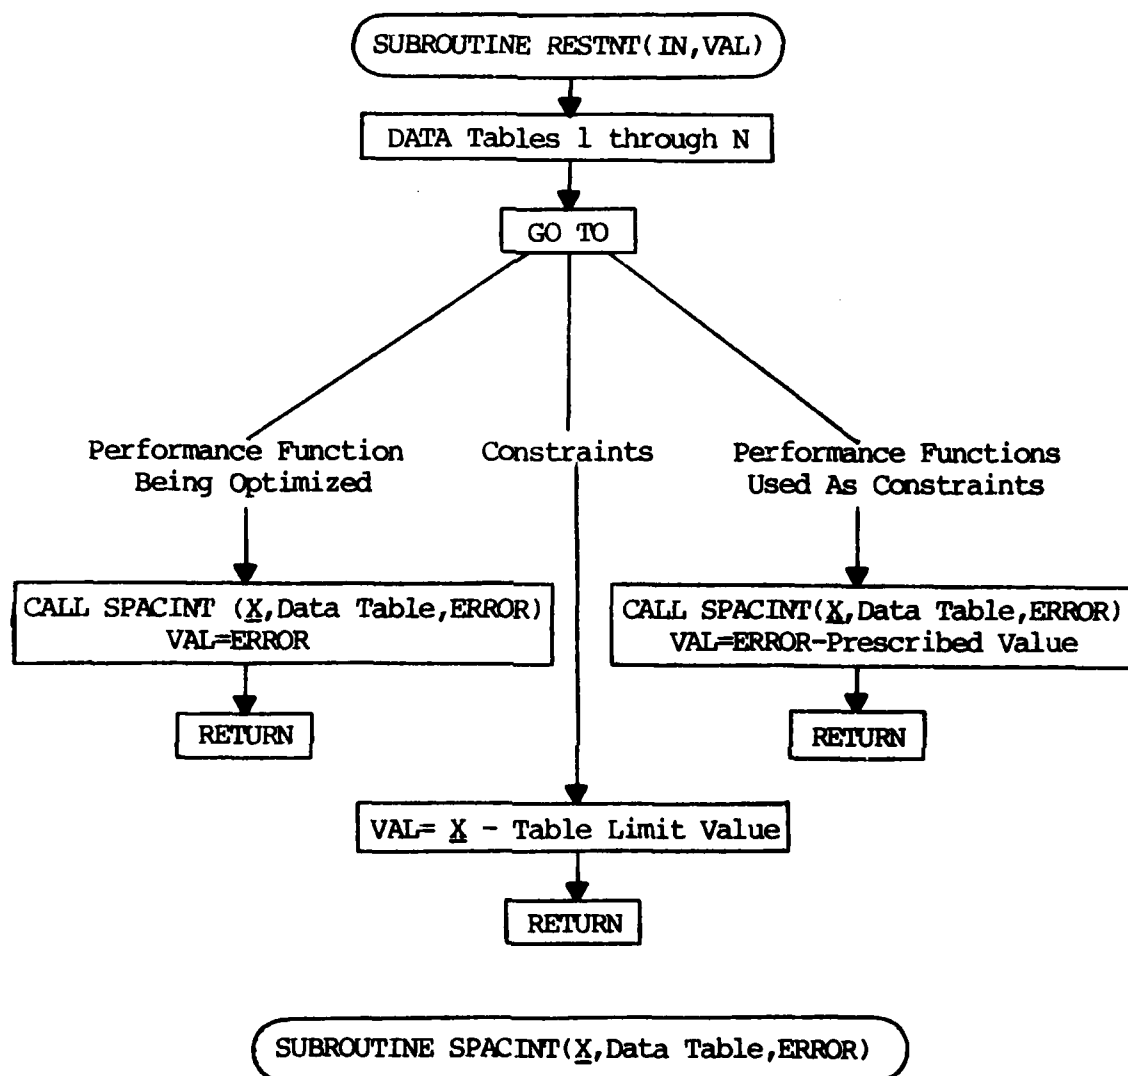 SUBROUTINE RESTNT(IN,VAL)
DATA Tables 1 through N
GO TO
Performance Function
Being Optimized
Constraints
Performance Functions
Used As Constraints
CALL SPACINT (X,Data Table,ERROR)
VAL=ERROR
CALL SPACINT(X,Data Table,ERROR)
VAL=ERROR-Prescribed Value
RETURN
RETURN
VAL= X - Table Limit Value
RETURN
SUBROUTINE SPACINT(X,Data Table,ERROR)